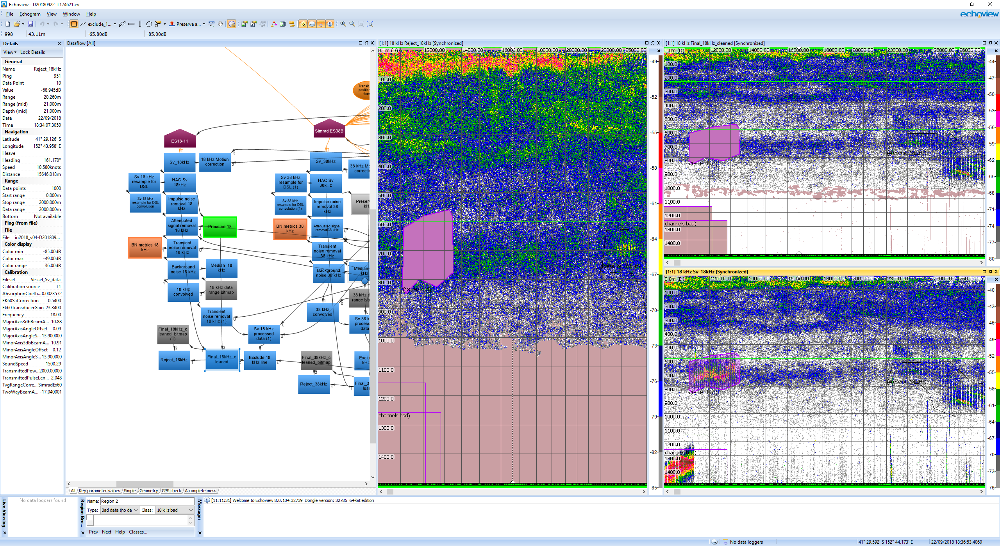 Echoview - D20180922-T174621.ev
File Echogram View Window Help
echoview
exclude_1... Preserve a...
998 43.11m -65.80dB -85.00dB
Details
View Lock Details
General
Name Reject_18kHz
Ping 951
Data Point 10
Value -68.945dB
Range 20.260m
Range (mid) 21.000m
Depth (mid) 21.000m
Date 22/09/2018
Time 18:34:07.3050
Navigation
Latitude 41° 29.126' S
Longitude 152° 43.958' E
Heave
Heading 161.170°
Speed 10.580knots
Distance 15646.018m
Range
Data points 1000
Start range 0.000m
Stop range 2000.000m
Data range 2000.000m
Bottom Not available
Ping (from file)
File
File in2018_v04-D201809...
Color display
Color min -85.00dB
Color max -49.00dB
Color range 36.00dB
Calibration
Fileset Vessel_Sv_data
Calibration source T1
AbsorptionCoeffi...0.0023572
EK60SaCorrection -0.5400
Ek60TransducerGain 23.3400
Frequency 18.00
MajorAxis3dbBeamA... 10.88
MajorAxisAngleOffset -0.09
MajorAxisAngleS... 13.900000
MinorAxis3dbBeamA... 10.91
MinorAxisAngleOffset -0.12
MinorAxisAngleS... 13.900000
SoundSpeed 1500.29
TransmittedPow...2000.00000
TransmittedPulseLen... 2.048
TvgRangeCorre... SimradEx60
TwoWayBeamA... -17.040001
Dataflow [All]
Transit
position
fixes
ES18-11
Simrad ES38B
Sv_18kHz
18 kHz Motion
correction
Sv_38kHz
38 kHz Mo
correcti
Sv 18 kHz
resample for
DSL
HAC Sv
18kHz
Sv 38 kHz
resample for
DSL (1)
HAC Sv
38kHz
Sv 18 kHz
resample for DSL
convolution
Impulse noise
removal 18
kHz
Sv 38 kHz
resample for DSL
convolution (1)
Impulse noise
removal 38
kHz
Preser
kH
Attenuated
signal removal
18 kHz
Preserve 18
BN metrics 38
kHz
Attenuated signal
removal38 kHz
BN metrics 18
kHz
Transient
noise removal
18 kHz
Transient
noise removal
38 kHz
Background
noise 18 kHz
Median 18
kHz
Background
noise 38 kHz
Median
kHz
18 kHz
convolved
18 kHz data
range bitmap
38 kHz d
range bit
Transient
noise removal
18 kHz (1)
38 kHz
convolved
Sv 38 k
process
data
Final_18kHz_c
leaned_bitmap
(1)
Sv 18 kHz
processed
data (1)
Reject_18kHz
Final_18kHz_c
leaned
Exclude 18
kHz line
Final_38kHz_c
leaned_bitmap
Exclu
kHz
Reject_38kHz
Final_3
lear
All Key parameter values Simple Geometry GPS check A complete mess
[1:1] 18 kHz Reject_18kHz [Synchronized]
0.0m (D) 12000.00 14000.00 16000.00 18000.00 20000.00 23000.00 25000.00
100.0
200.0
300.0
400.0
500.0
600.0
700.0
800.0
900.0
1000.0
1100.0
1200.0
channels bad)
1300.0
1400.0
-49
-52
-55
-58
-61
-64
-67
-70
-73
-76
-79
-82
-85
[1:1] 18 kHz Final_18kHz_cleaned [Synchronized]
0.0m (D) 12000.00 14000.00 16000.00 18000.00 20000.00 23000.00 25000.00 26000.00
100.0
200.0
300.0
400.0
500.0
600.0
700.0
(Preserve 18 kHz)
800.0
(18 kHz bad)
900.0
1000.0
1100.0
1200.0
channels bad)
1300.0
1400.0
-44
-47
-50
-53
-56
-59
-62
-65
-68
-71
-74
-77
-80
[1:1] 18 kHz Sv_18kHz [Synchronized]
0.0m (D) 12000.00 14000.00 16000.00 18000.00 20000.00 23000.00 25000.00 26000.00
100.0
200.0
300.0
400.0
500.0
600.0
700.0
(Preserve 18 kHz)
800.0
(18 kHz bad)
900.0
1000.0
1100.0
1200.0
channels bad)
1300.0
1400.0
-40
-43
-46
-49
-52
-55
-58
-61
-64
-67
-70
-73
-76
Live Viewing
No data loggers found
Region Bro...
Name: Region 2
Type: Bad data (no da Class: 18 kHz bad
Prev Next Help Classes...
Messages
[11:11:31] Welcome to Echoview 8.0.104.32739 Dongle version: 32785 64-bit edition
No data loggers
41° 29.592' S 152° 44.173' E
22/09/2018 18:36:53.4060